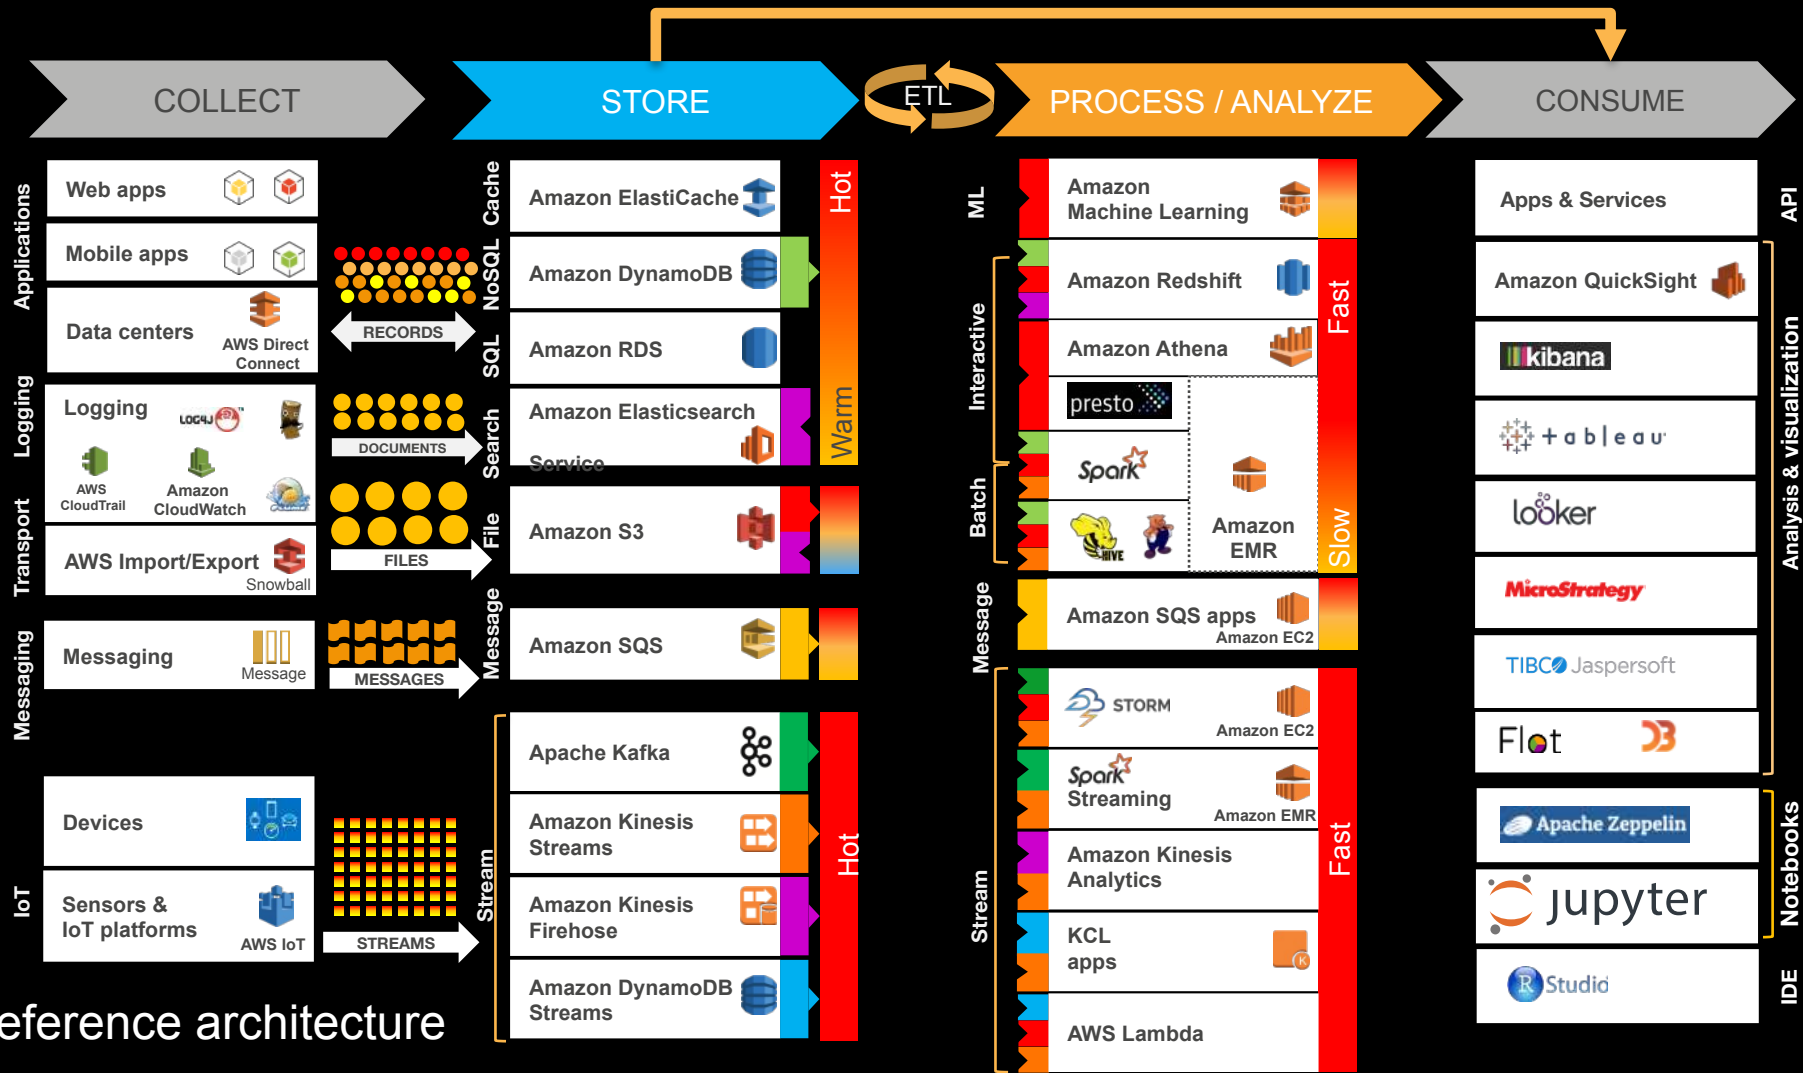 COLLECT
STORE
ETL
PROCESS / ANALYZE
CONSUME
Applications
Web apps
Mobile apps
Data centers
AWS Direct
Connect
Logging
Logging
LOG4J
AWS
CloudTrail
Amazon
CloudWatch
Transport
AWS Import/Export
Snowball
Messaging
Messaging
Message
IoT
Devices
Sensors &
IoT platforms
AWS IoT
RECORDS
DOCUMENTS
FILES
MESSAGES
STREAMS
Cache
Amazon ElastiCache
NoSQL
Amazon DynamoDB
SQL
Amazon RDS
Search
Amazon Elasticsearch
Service
File
Amazon S3
Message
Amazon SQS
Stream
Apache Kafka
Amazon Kinesis
Streams
Amazon Kinesis
Firehose
Amazon DynamoDB
Streams
Hot
Warm
Hot
ML
Amazon
Machine Learning
Interactive
Amazon Redshift
Amazon Athena
presto
Batch
Spark
HIVE
Amazon
EMR
Fast
Slow
Message
Amazon SQS apps
Amazon EC2
Stream
STORM
Amazon EC2
Spark
Streaming
Amazon EMR
Amazon Kinesis
Analytics
KCL
apps
K
AWS Lambda
Fast
API
Apps & Services
Analysis & visualization
Amazon QuickSight
kibana
+ableau
looker
MicroStrategy
TIBCO Jaspersoft
Flot
D3
Notebooks
Apache Zeppelin
jupyter
IDE
R Studio
eference architecture